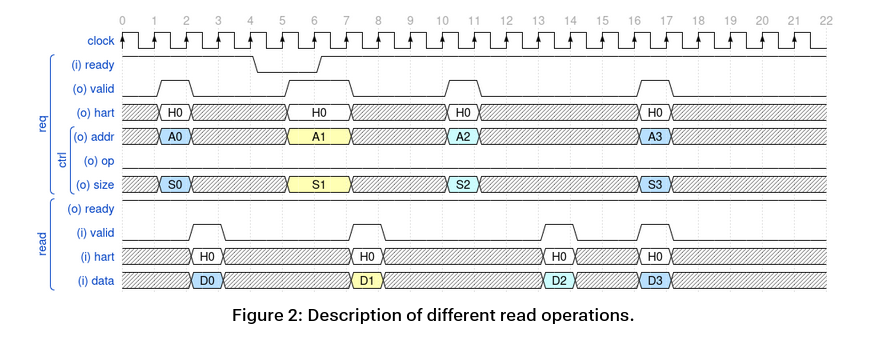 0 1 2 3 4 5 6 7 8 9 10 11 12 13 14 15 16 17 18 19 20 21 22
clock
(i) ready
(o) valid
(o) hart H0 H0 H0 H0
(o) addr A0 A1 A2 A3
(o) op
(o) size S0 S1 S2 S3
req
ctrl
(o) ready
(i) valid
(i) hart H0 H0 H0 H0
(i) data D0 D1 D2 D3
read
Figure 2: Description of different read operations.